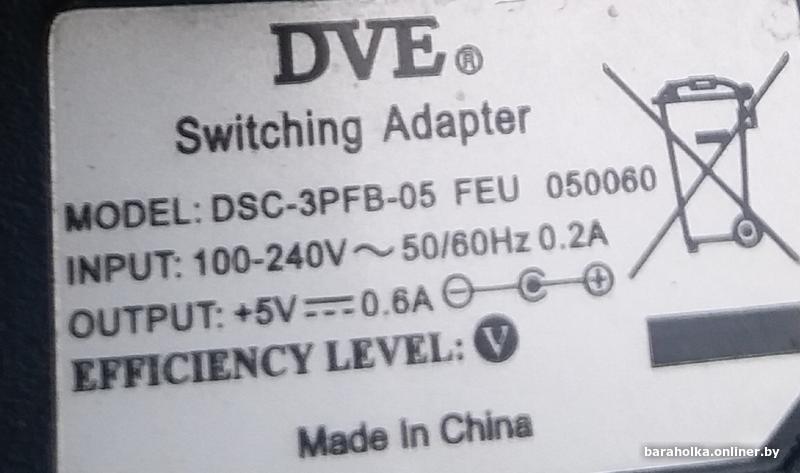 DVE®
Switching Adapter
MODEL: DSC-3PFB-05 FEU 050060
INPUT: 100-240V~50/60Hz 0.2A
OUTPUT: +5V⎓0.6A
EFFICIENCY LEVEL: V
Made In China
baraholka.onliner.by